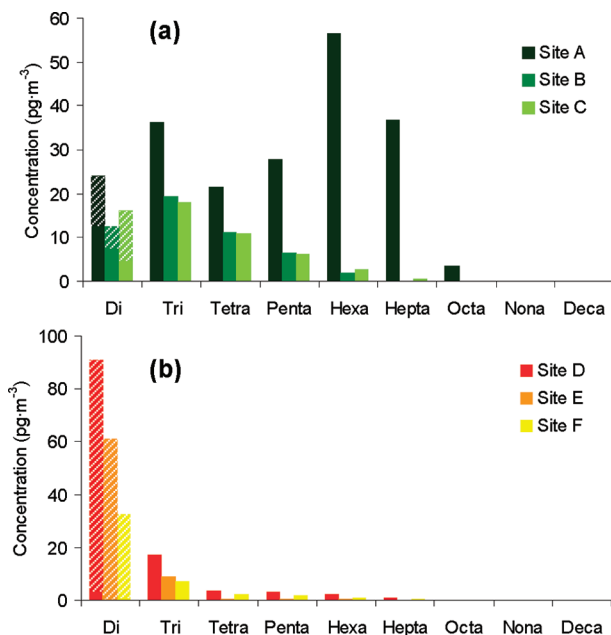 (a)
Concentration (pg·m⁻³)
60
50
40
30
20
10
0
Site A
Site B
Site C
Di Tri Tetra Penta Hexa Hepta Octa Nona Deca
(b)
Concentration (pg·m⁻³)
100
80
60
40
20
0
Site D
Site E
Site F
Di Tri Tetra Penta Hexa Hepta Octa Nona Deca